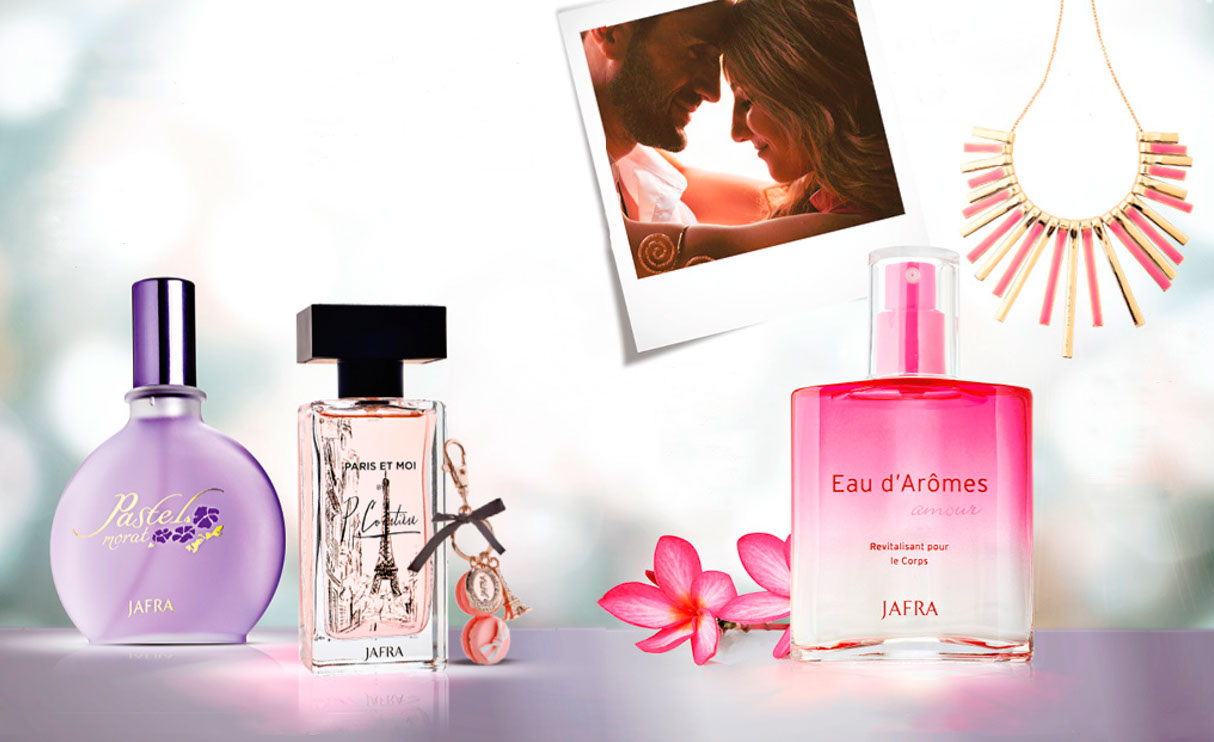 Pastel
morat
JAFRA
PARIS ET MOI
JAFRA
Eau d'Arômes
amour
Revitalisant pour
le Corps
JAFRA